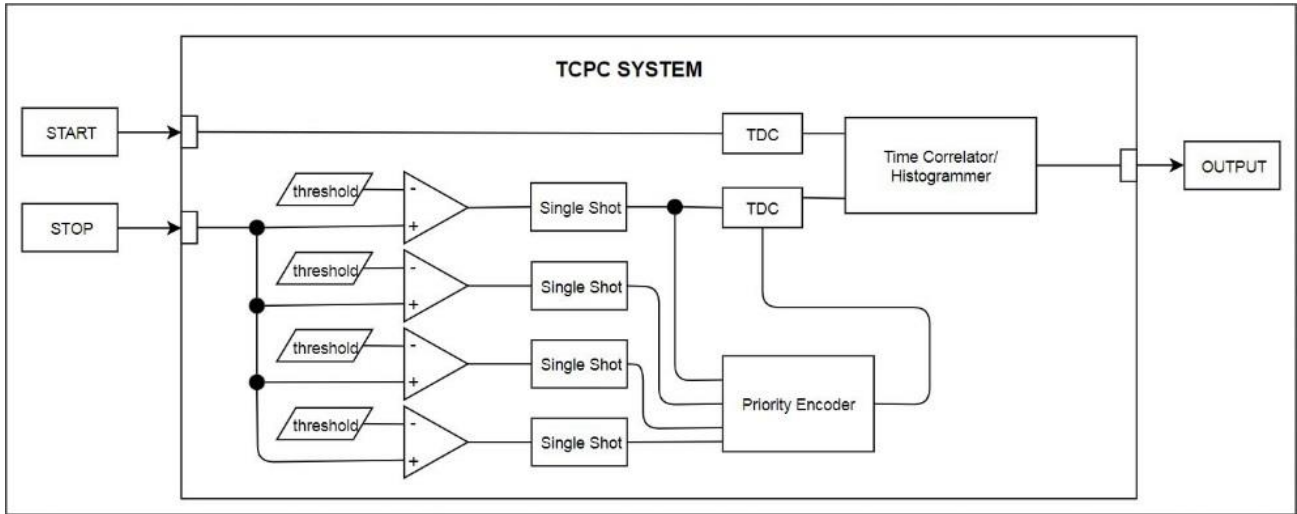 TCPC SYSTEM
START
TDC
Time Correlator/
Histogrammer
OUTPUT
STOP
threshold
-
+
Single Shot
TDC
threshold
-
+
Single Shot
threshold
-
+
Single Shot
Priority Encoder
threshold
-
+
Single Shot